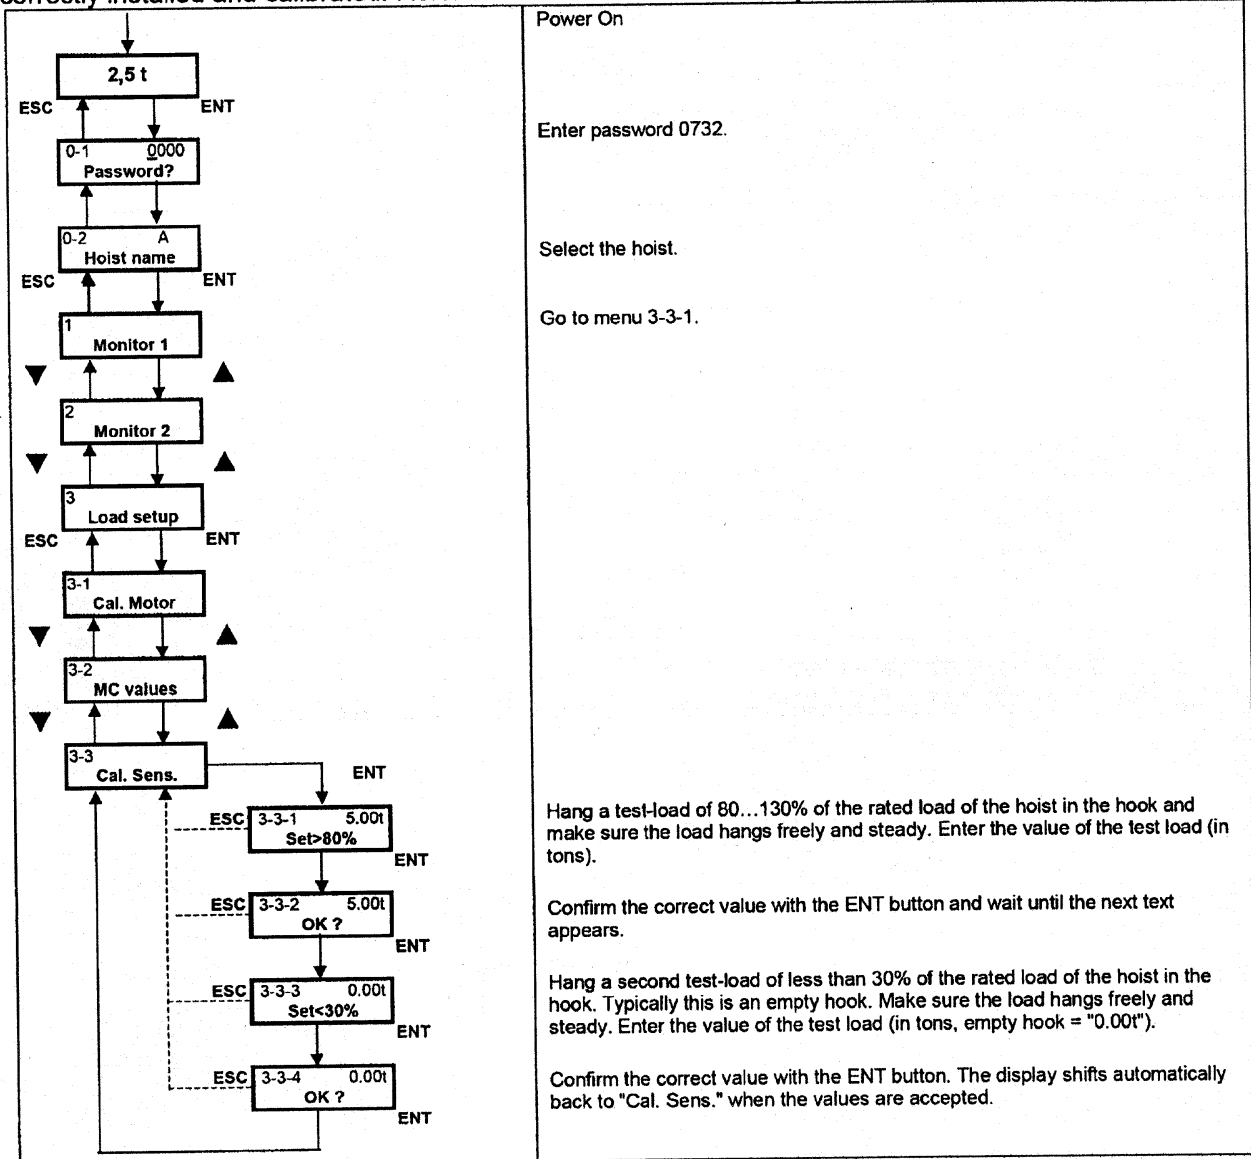 Power On
2,5 t
ESC
ENT
Enter password 0732.
0-1 0000
Password?
0-2 A
Hoist name
Select the hoist.
ESC
ENT
Go to menu 3-3-1.
1
Monitor 1
▼ ▲
2
Monitor 2
▼ ▲
3
Load setup
ESC
ENT
3-1
Cal. Motor
▼ ▲
3-2
MC values
▼ ▲
3-3
Cal. Sens.
ENT
ESC
3-3-1 5.00t
Set>80%
ENT
Hang a test-load of 80...130% of the rated load of the hoist in the hook and
make sure the load hangs freely and steady. Enter the value of the test load (in
tons).
ESC
3-3-2 5.00t
OK ?
ENT
Confirm the correct value with the ENT button and wait until the next text
appears.
ESC
3-3-3 0.00t
Set<30%
ENT
Hang a second test-load of less than 30% of the rated load of the hoist in the
hook. Typically this is an empty hook. Make sure the load hangs freely and
steady. Enter the value of the test load (in tons, empty hook = "0.00t").
ESC
3-3-4 0.00t
OK ?
ENT
Confirm the correct value with the ENT button. The display shifts automatically
back to "Cal. Sens." when the values are accepted.